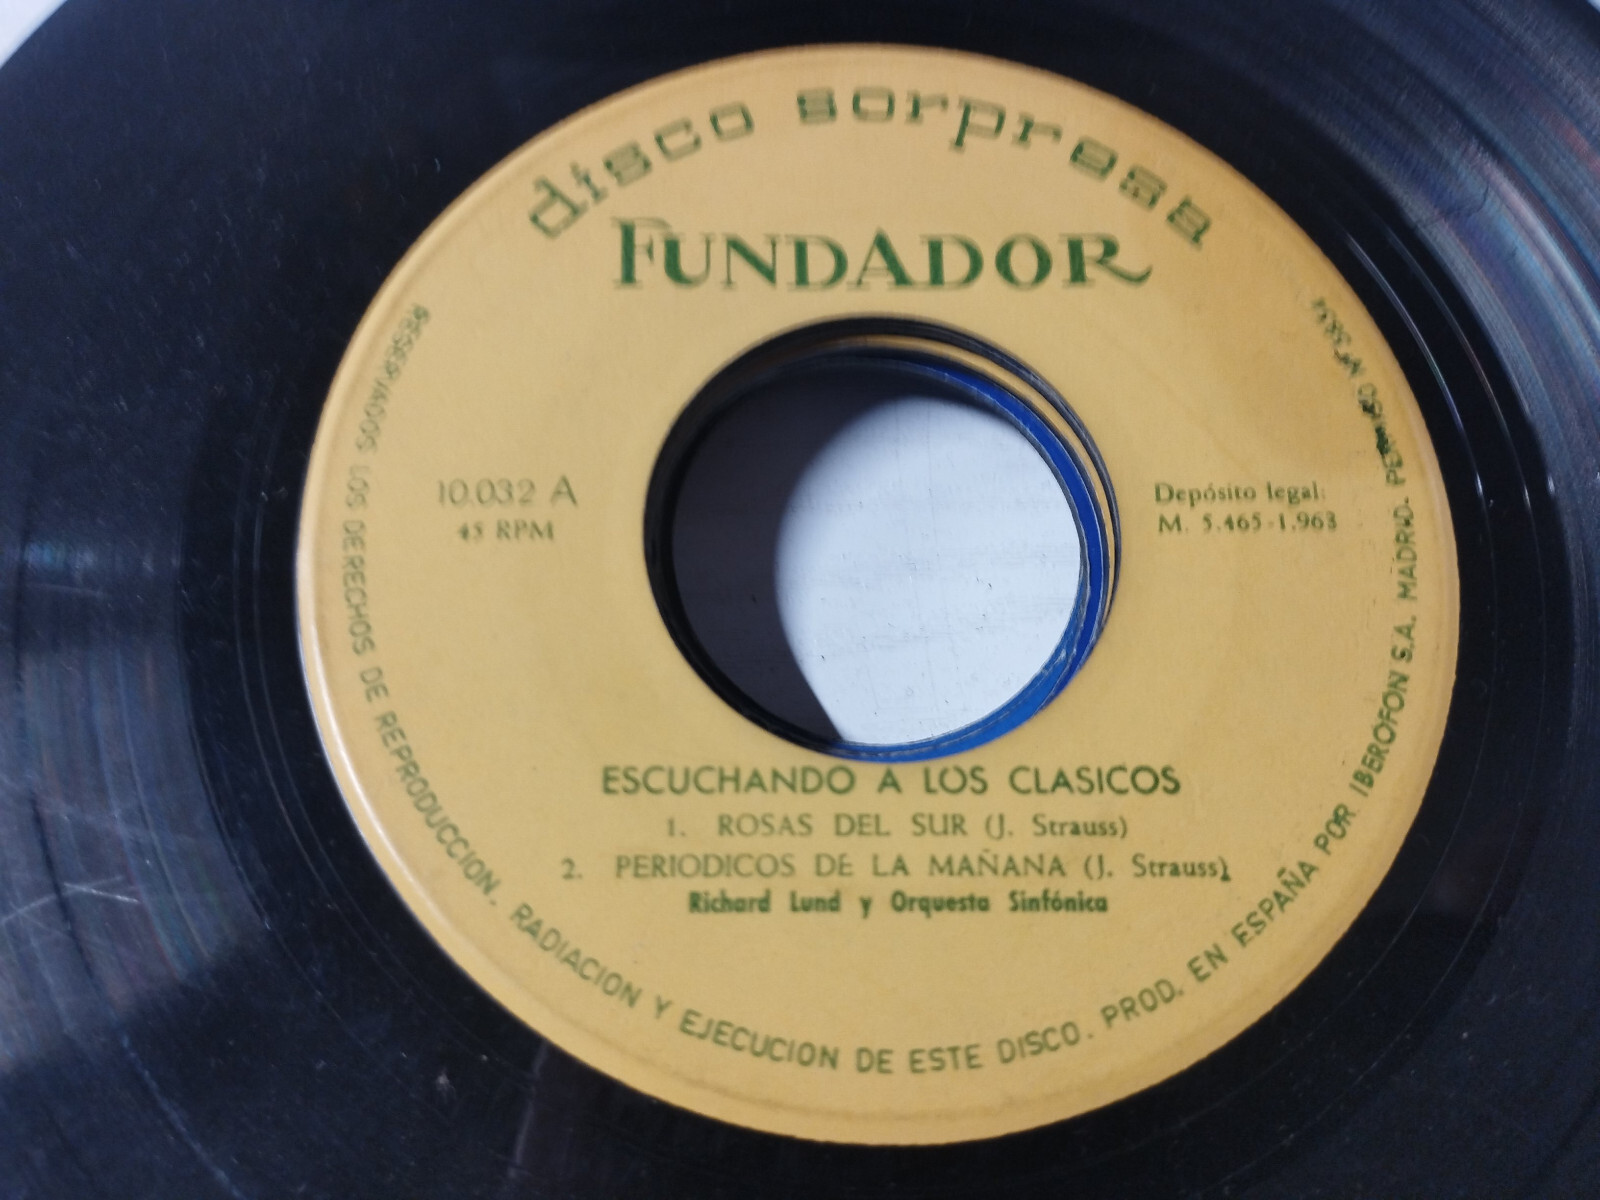 disco sorpresa
FUNDADOR
10.032 A
45 RPM
Depósito legal:
M. 5.465-1.963
ESCUCHANDO A LOS CLASICOS
1. ROSAS DEL SUR (J. Strauss)
2. PERIODICOS DE LA MAÑANA (J. Strauss)
Richard Lund y Orquesta Sinfónica
RESERVADOS LOS DERECHOS DE REPRODUCCION. RADIACION Y EJECUCION DE ESTE DISCO. PROD. EN ESPAÑA POR IBEROFON S.A. MADRID. PERMISO Nº